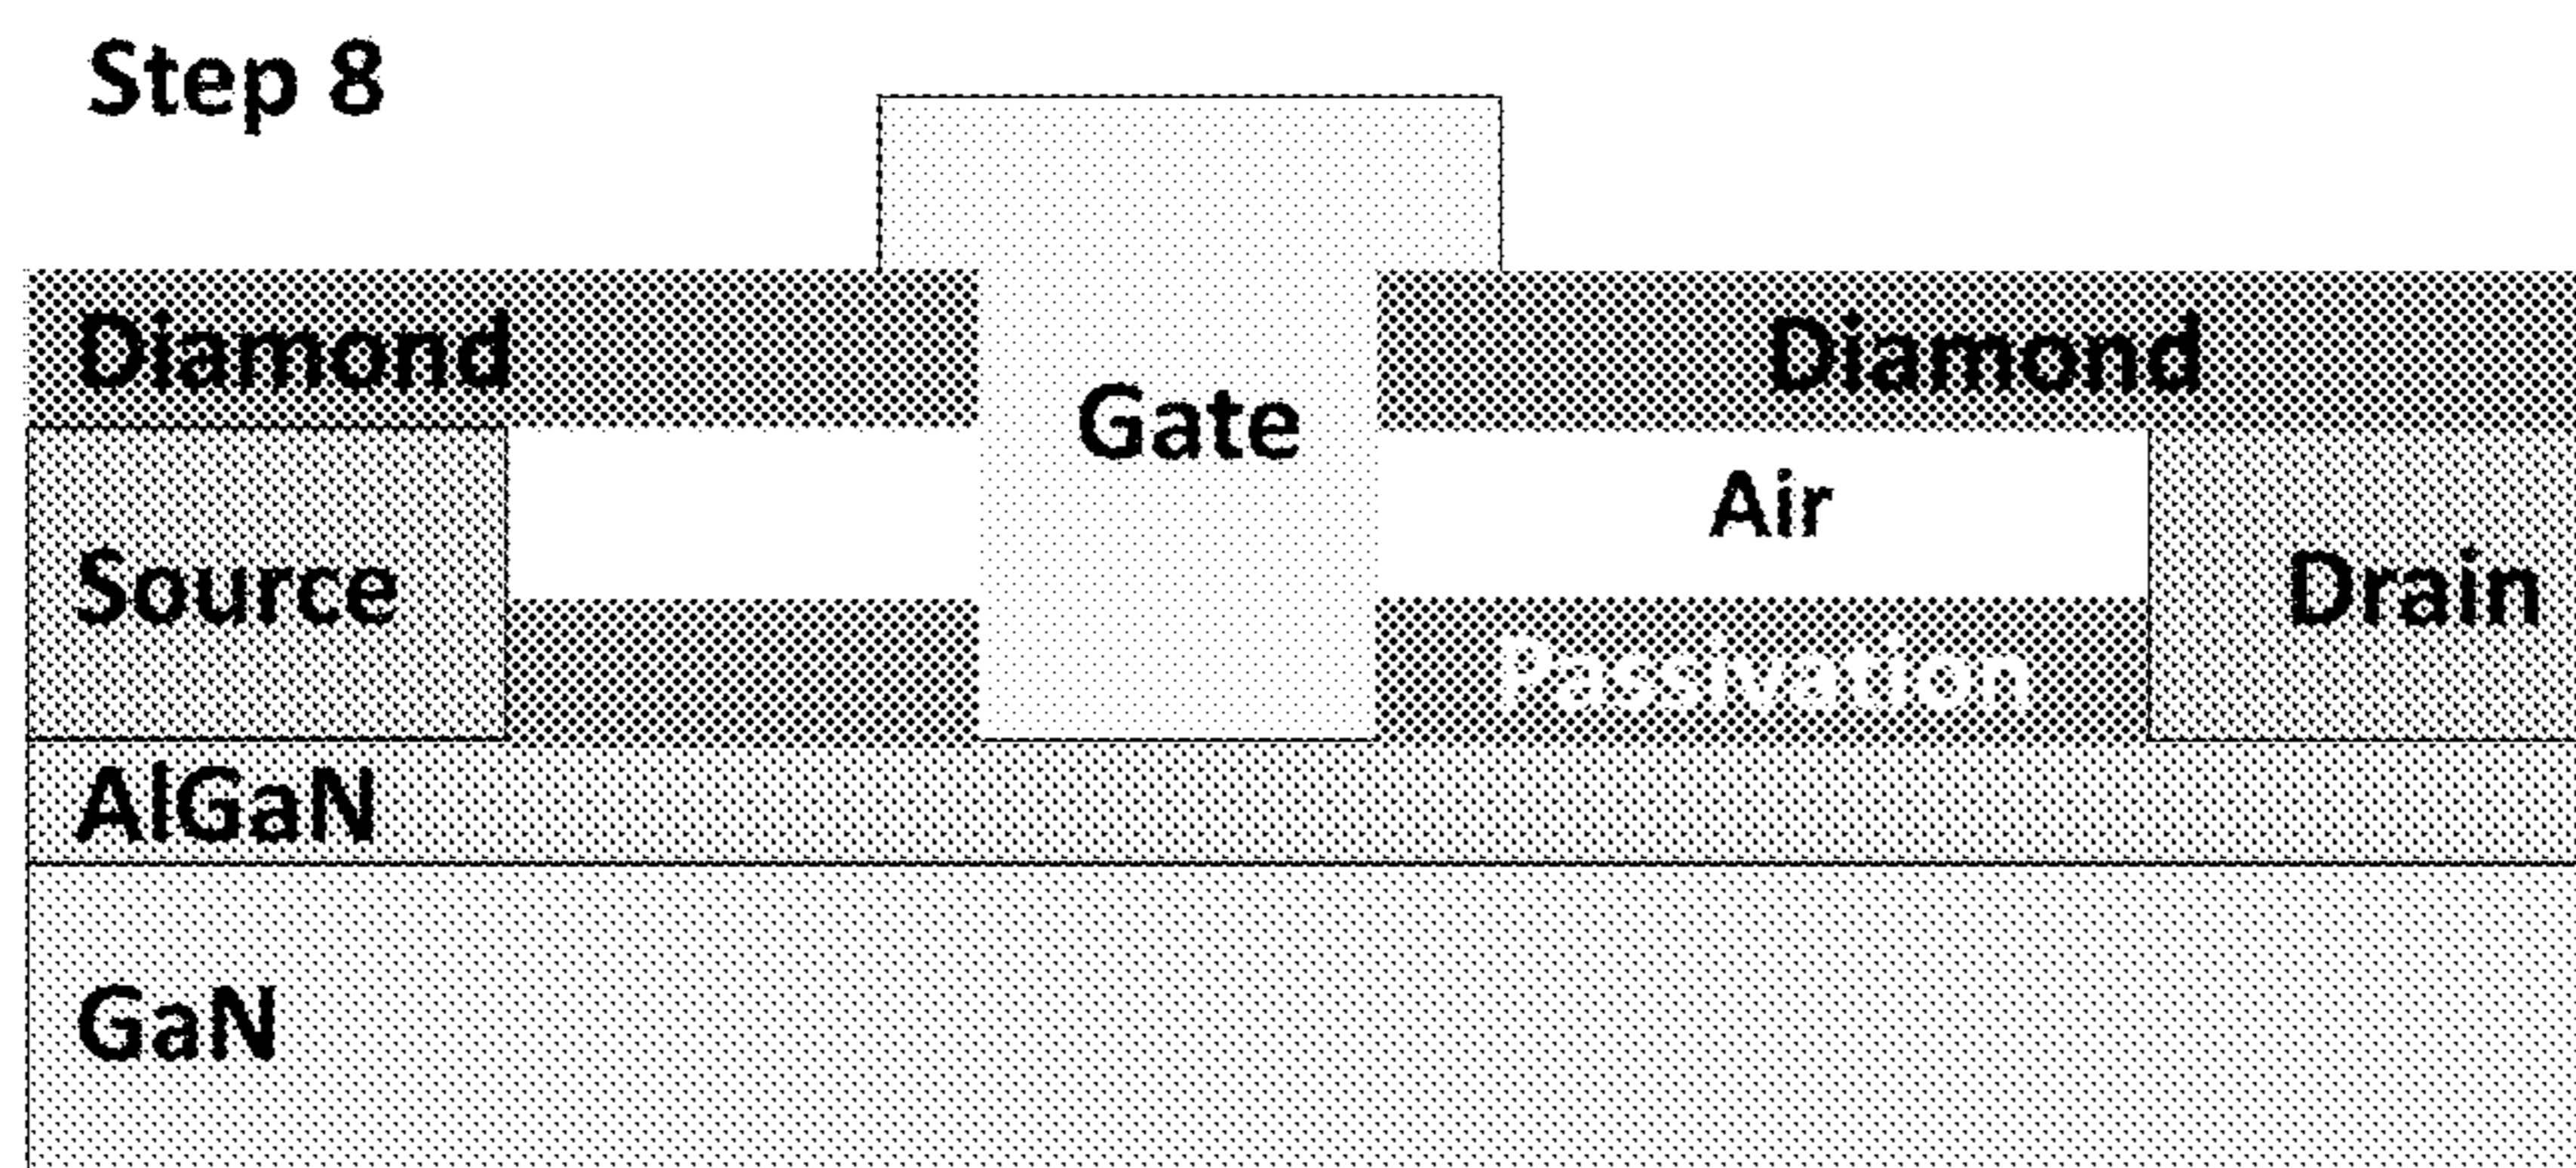 Step 8
Diamond
Diamond
Gate
Air
Source
Drain
Passivation
AlGaN
GaN